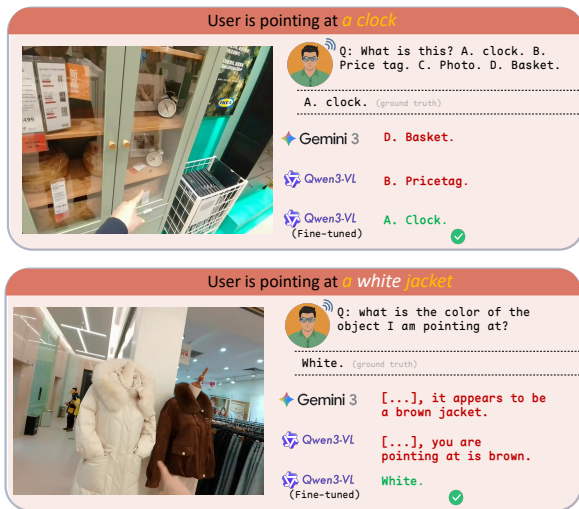 User is pointing at a clock
Q: What is this? A. clock. B.
Price tag. C. Photo. D. Basket.
A. clock. (ground truth)
Gemini 3
D. Basket.
Qwen3-VL
B. Pricetag.
Qwen3-VL
(Fine-tuned)
A. Clock.
IKEA
User is pointing at a white jacket
Q: what is the color of the
object I am pointing at?
White. (ground truth)
Gemini 3
[...], it appears to be
a brown jacket.
Qwen3-VL
[...], you are
pointing at is brown.
Qwen3-VL
(Fine-tuned)
White.